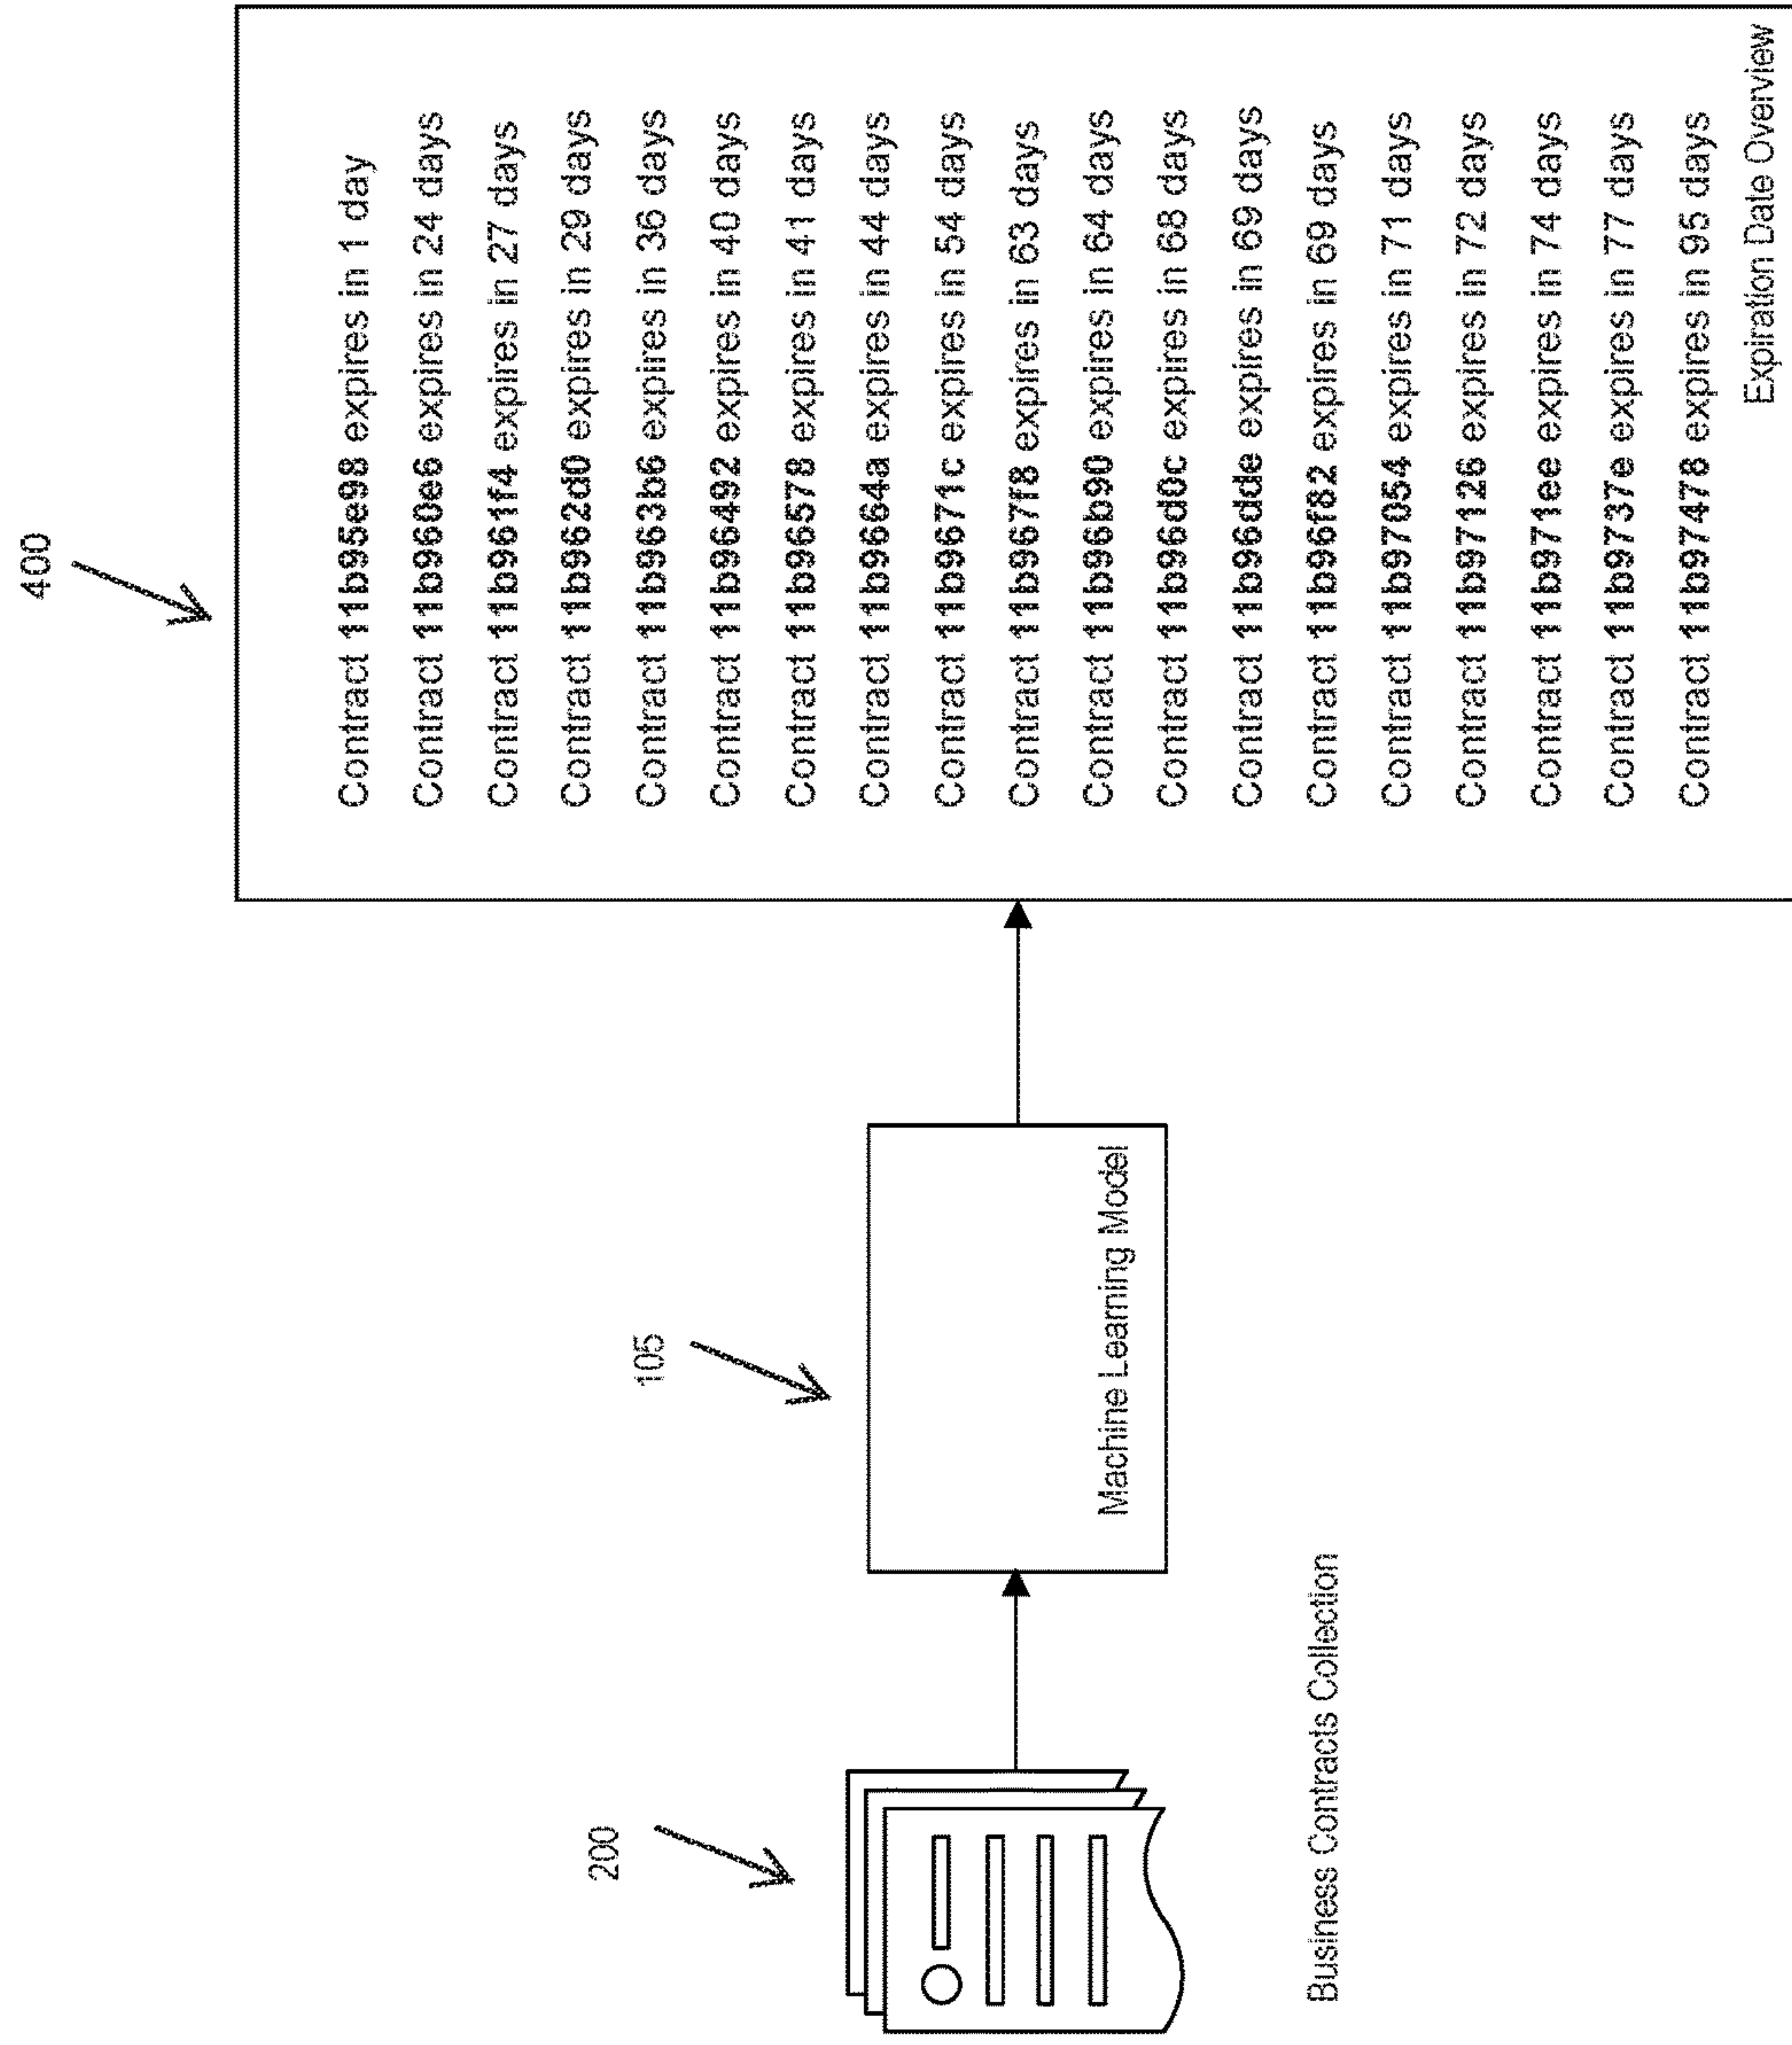 400
Contract 11b95e98 expires in 1 day
Contract 11b960e6 expires in 24 days
Contract 11b961f4 expires in 27 days
Contract 11b962d0 expires in 29 days
Contract 11b963b6 expires in 36 days
Contract 11b96492 expires in 40 days
Contract 11b96578 expires in 41 days
Contract 11b9664a expires in 44 days
Contract 11b9671c expires in 54 days
Contract 11b967f8 expires in 63 days
Contract 11b96b90 expires in 64 days
Contract 11b96d0c expires in 68 days
Contract 11b96dde expires in 69 days
Contract 11b96f82 expires in 69 days
Contract 11b97054 expires in 71 days
Contract 11b97126 expires in 72 days
Contract 11b971ee expires in 74 days
Contract 11b9737e expires in 77 days
Contract 11b97478 expires in 95 days
Expiration Date Overview
105
Machine Learning Model
200
Business Contracts Collection